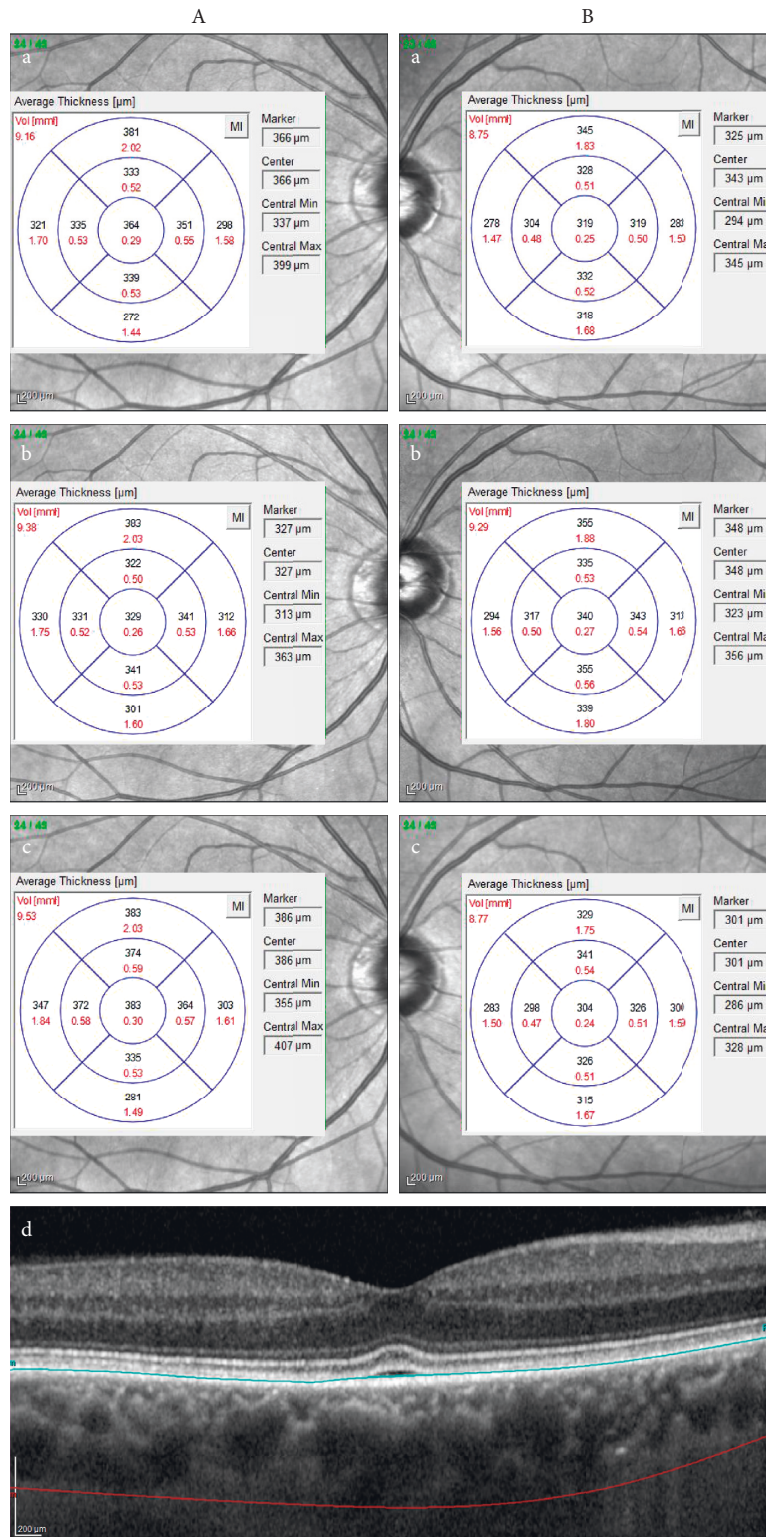 A
B
a
Average Thickness [µm]
Vol [mm³]
9.16
MI
381
2.02
333
0.52
321 335 364 351 298
1.70 0.53 0.29 0.55 1.58
339
0.53
272
1.44
Marker
366 µm
Center
366 µm
Central Min
337 µm
Central Max
399 µm
200 µm
a
Average Thickness [µm]
Vol [mm³]
8.75
MI
345
1.83
328
0.51
278 304 319 319
1.47 0.48 0.25 0.50
332
0.52
318
1.68
Marker
325 µm
Center
343 µm
Central Min
294 µm
Central Max
345 µm
200 µm
b
Average Thickness [µm]
Vol [mm³]
9.38
MI
383
2.03
322
0.50
330 331 329 341 312
1.75 0.52 0.26 0.53 1.66
341
0.53
301
1.60
Marker
327 µm
Center
327 µm
Central Min
313 µm
Central Max
363 µm
200 µm
b
Average Thickness [µm]
Vol [mm³]
9.29
MI
355
1.88
335
0.53
294 317 340 343
1.56 0.50 0.27 0.54
355
0.56
339
1.80
Marker
348 µm
Center
348 µm
Central Min
323 µm
Central Max
356 µm
200 µm
c
Average Thickness [µm]
Vol [mm³]
9.53
MI
383
2.03
374
0.59
347 372 383 364 303
1.84 0.58 0.30 0.57 1.61
335
0.53
281
1.49
Marker
386 µm
Center
386 µm
Central Min
355 µm
Central Max
407 µm
200 µm
c
Average Thickness [µm]
Vol [mm³]
8.77
MI
329
1.75
341
0.54
283 298 304 326
1.50 0.47 0.24 0.51
326
0.51
315
1.67
Marker
301 µm
Center
301 µm
Central Min
286 µm
Central Max
328 µm
200 µm
d
200 µm